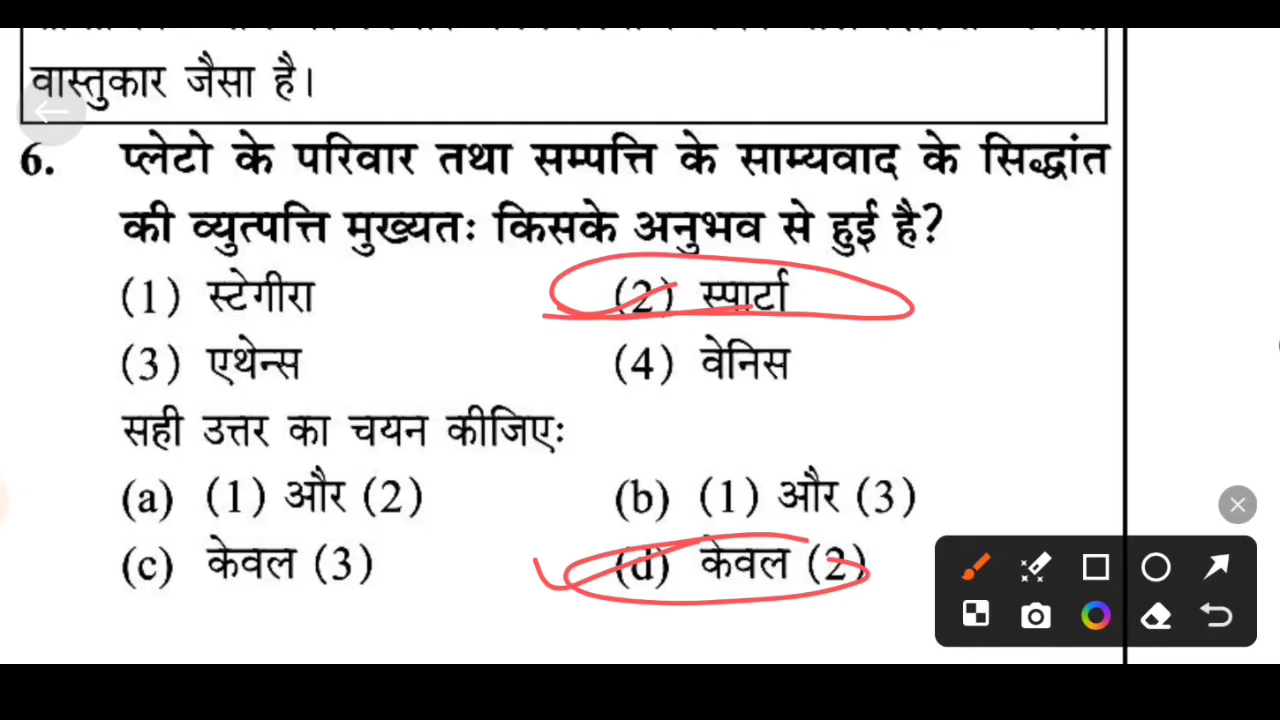 वास्तुकार जैसा है।
6. प्लेटो के परिवार तथा सम्पत्ति के साम्यवाद के सिद्धांत
की व्युत्पत्ति मुख्यतः किसके अनुभव से हुई है?
(1) स्टेगीरा (2) स्पार्टा
(3) एथेन्स (4) वेनिस
सही उत्तर का चयन कीजिए:
(a) (1) और (2) (b) (1) और (3)
(c) केवल (3) (d) केवल (2)